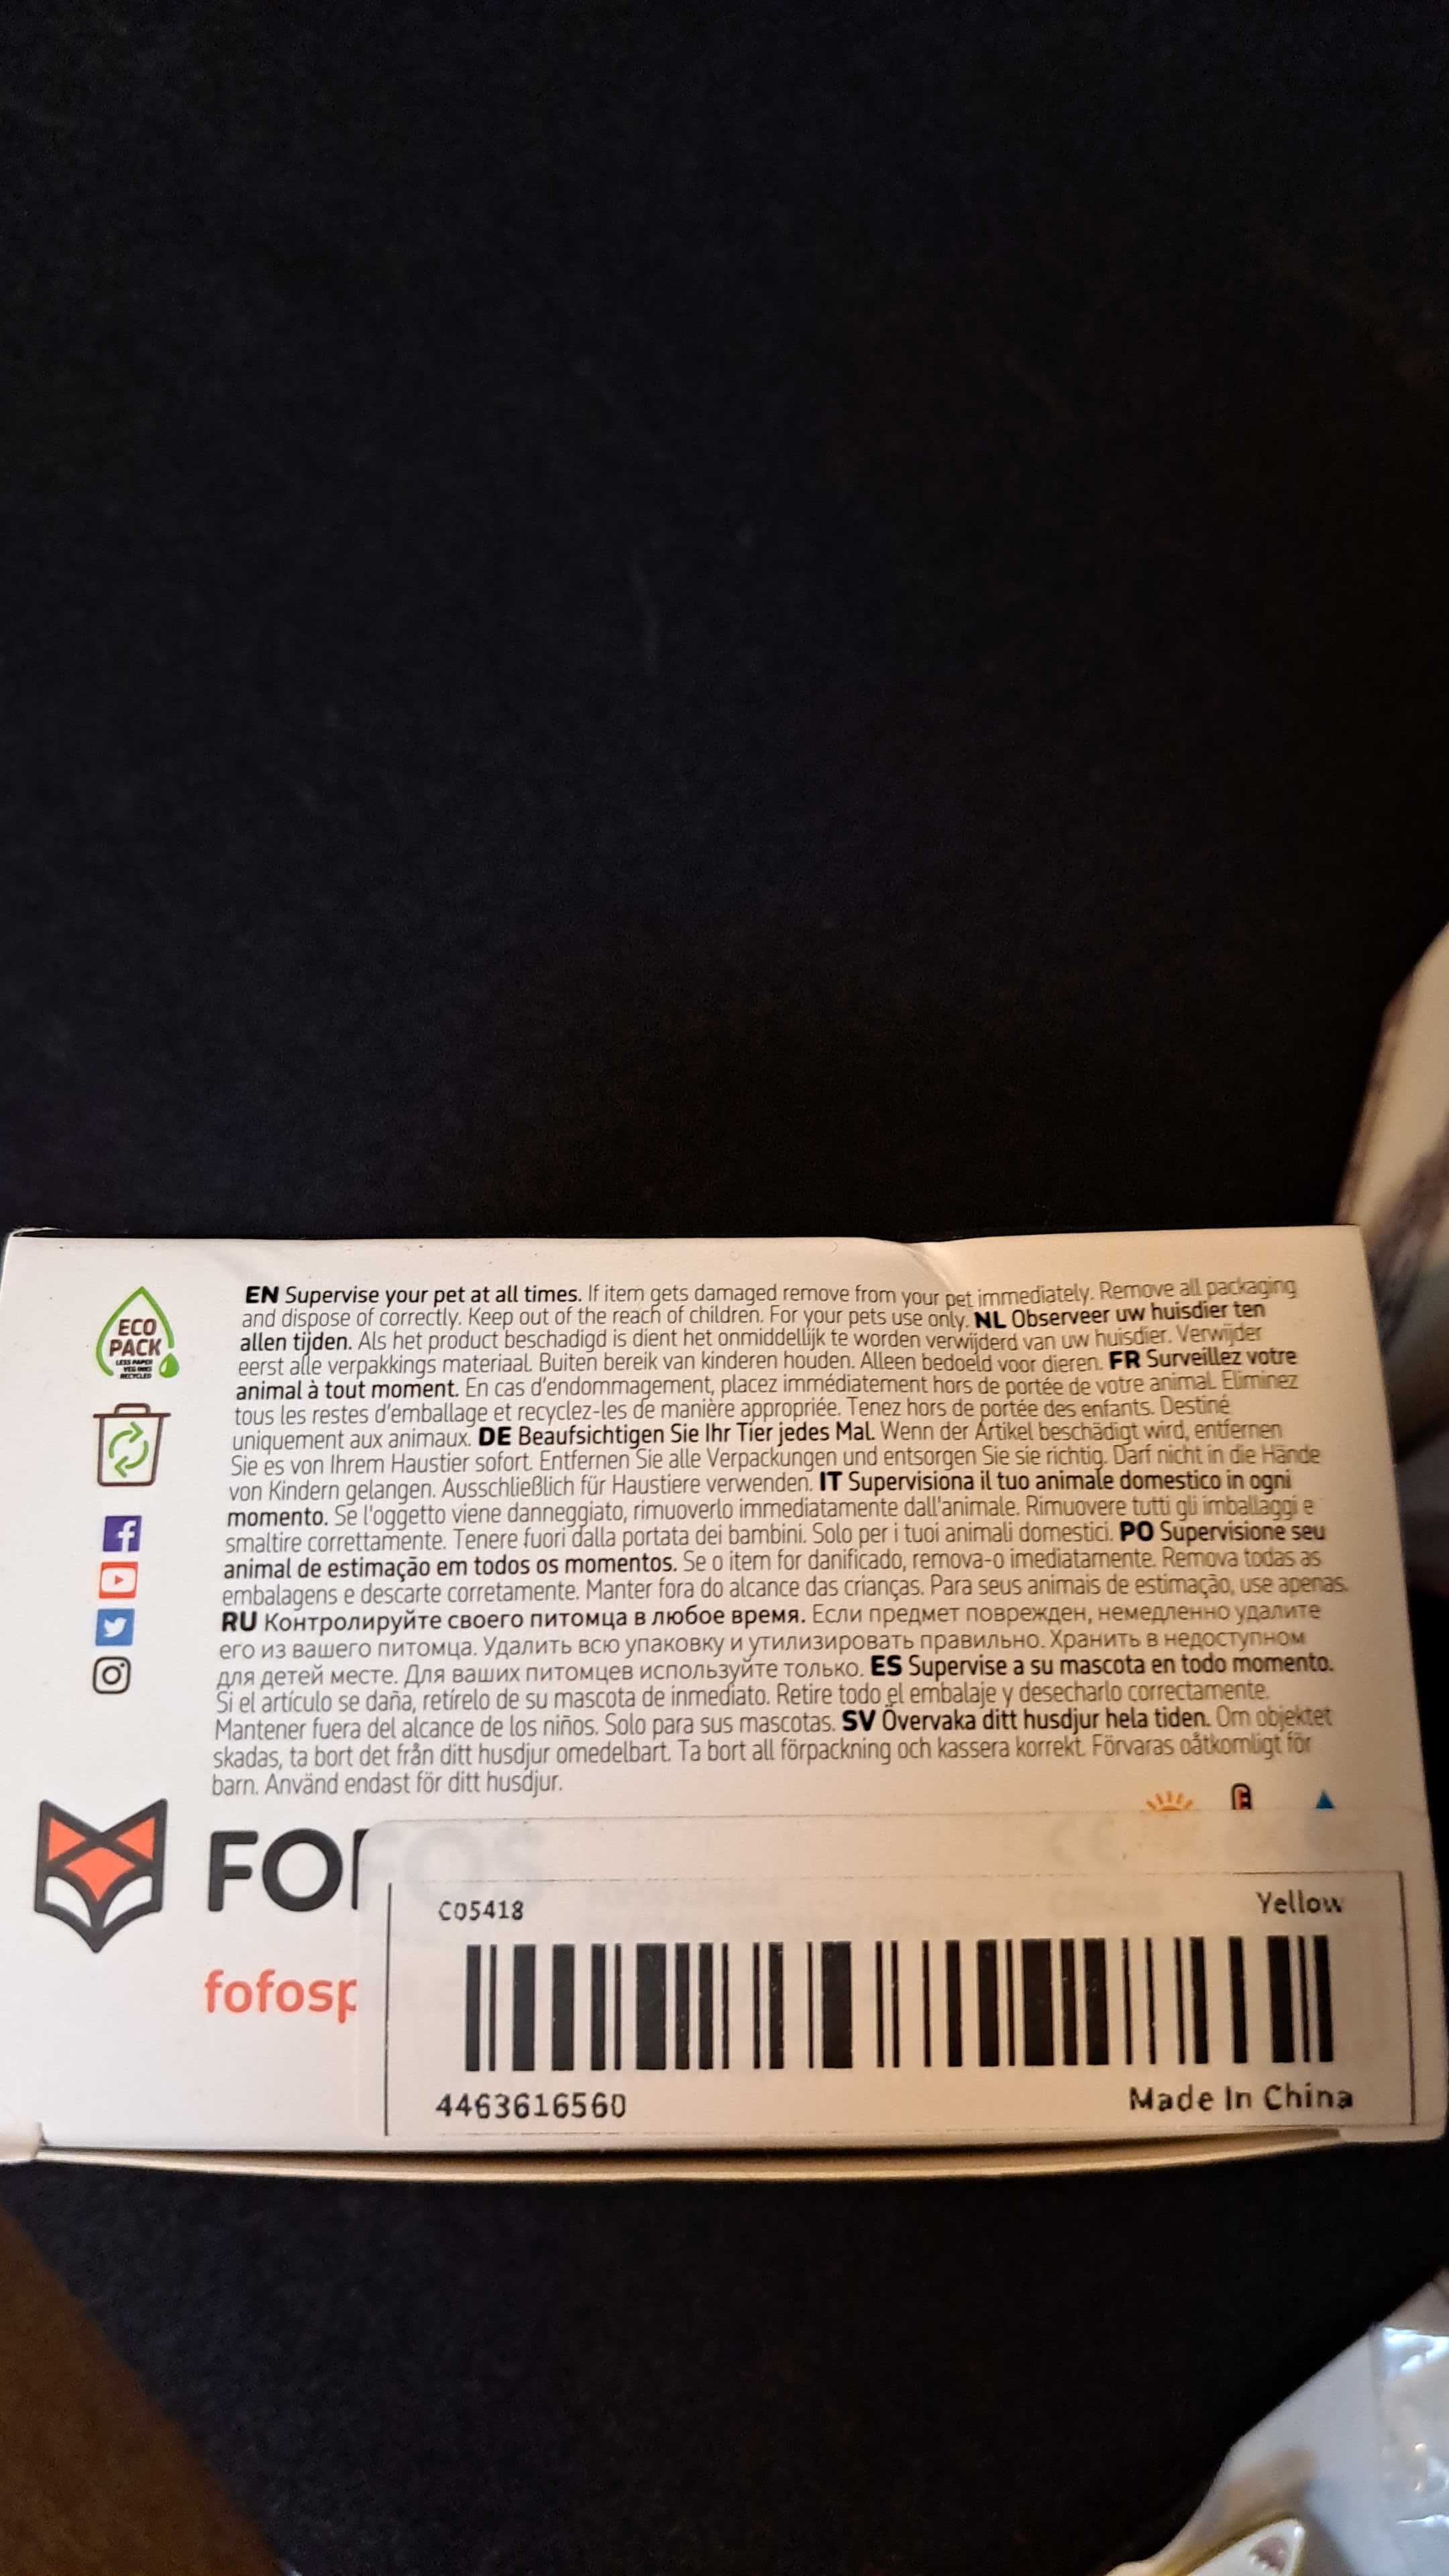 ECO
PACK
LESS PAPER
VEG INKS
RECYCLED
EN Supervise your pet at all times. If item gets damaged remove from your pet immediately. Remove all packaging
and dispose of correctly. Keep out of the reach of children. For your pets use only. NL Observeer uw huisdier ten
allen tijden. Als het product beschadigd is dient het onmiddellijk te worden verwijderd van uw huisdier. Verwijder
eerst alle verpakkings materiaal. Buiten bereik van kinderen houden. Alleen bedoeld voor dieren. FR Surveillez votre
animal à tout moment. En cas d'endommagement, placez immédiatement hors de portée de votre animal. Eliminez
tous les restes d'emballage et recyclez-les de manière appropriée. Tenez hors de portée des enfants. Destiné
uniquement aux animaux. DE Beaufsichtigen Sie Ihr Tier jedes Mal. Wenn der Artikel beschädigt wird, entfernen
Sie es von Ihrem Haustier sofort. Entfernen Sie alle Verpackungen und entsorgen Sie sie richtig. Darf nicht in die Hände
von Kindern gelangen. Ausschließlich für Haustiere verwenden. IT Supervisiona il tuo animale domestico in ogni
momento. Se l'oggetto viene danneggiato, rimuoverlo immediatamente dall'animale. Rimuovere tutti gli imballaggi e
smaltire correttamente. Tenere fuori dalla portata dei bambini. Solo per i tuoi animali domestici. PO Supervisione seu
animal de estimação em todos os momentos. Se o item for danificado, remova-o imediatamente. Remova todas as
embalagens e descarte corretamente. Manter fora do alcance das crianças. Para seus animais de estimação, use apenas.
RU Контролируйте своего питомца в любое время. Если предмет поврежден, немедленно удалите
его из вашего питомца. Удалить всю упаковку и утилизировать правильно. Хранить в недоступном
для детей месте. Для ваших питомцев используйте только. ES Supervise a su mascota en todo momento.
Si el artículo se daña, retírelo de su mascota de inmediato. Retire todo el embalaje y desecharlo correctamente.
Mantener fuera del alcance de los niños. Solo para sus mascotas. SV Övervaka ditt husdjur hela tiden. Om objektet
skadas, ta bort det från ditt husdjur omedelbart. Ta bort all förpackning och kassera korrekt. Förvaras oåtkomligt för
barn. Använd endast för ditt husdjur.
FOFOS
fofosp
C05418 Yellow
4463616560 Made In China